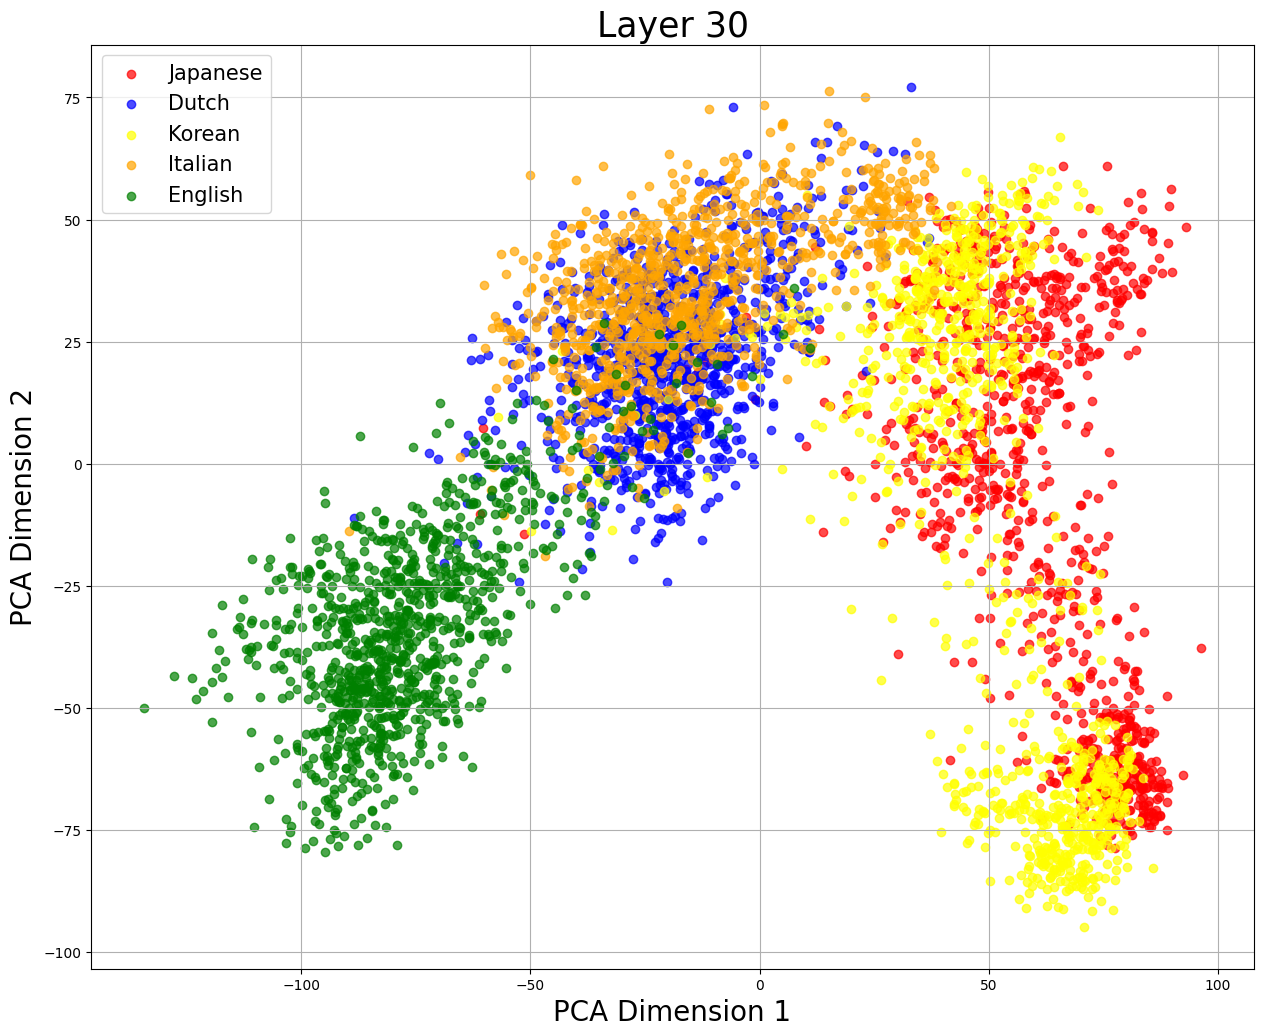 Layer 30
Japanese
Dutch
Korean
Italian
English
PCA Dimension 2
75
50
25
0
−25
−50
−75
−100
−100
−50
0
50
100
PCA Dimension 1